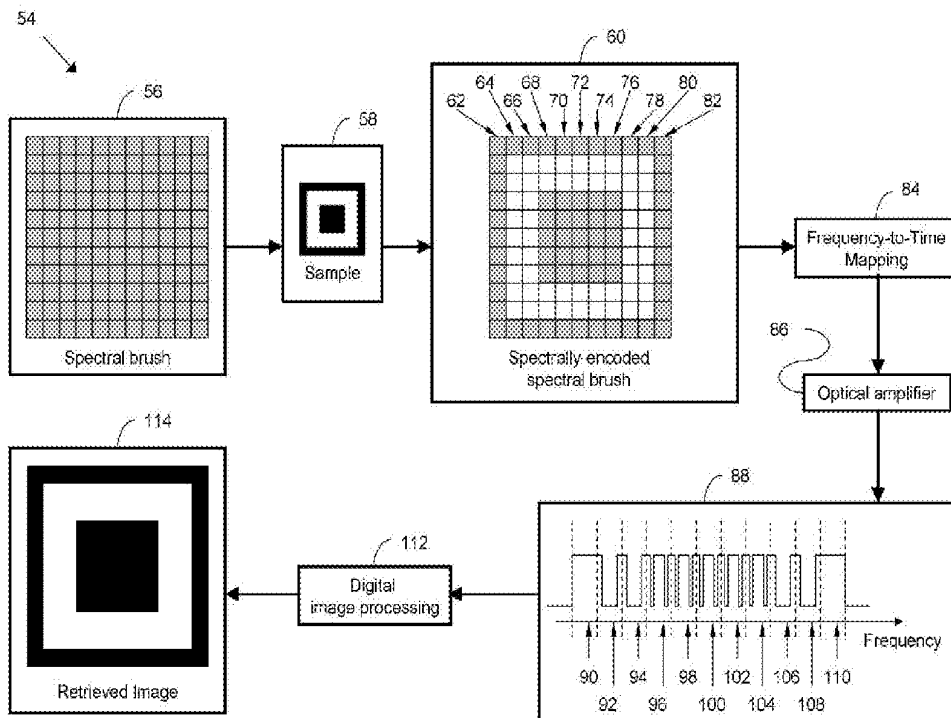 54
56
Spectral brush
58
Sample
60
64 68 72 76 80
62 66 70 74 78 82
Spectrally-encoded
spectral brush
84
Frequency-to-Time
Mapping
86
Optical amplifier
88
Frequency
90 94 98 102 106 110
92 96 100 104 108
112
Digital
image processing
114
Retrieved Image